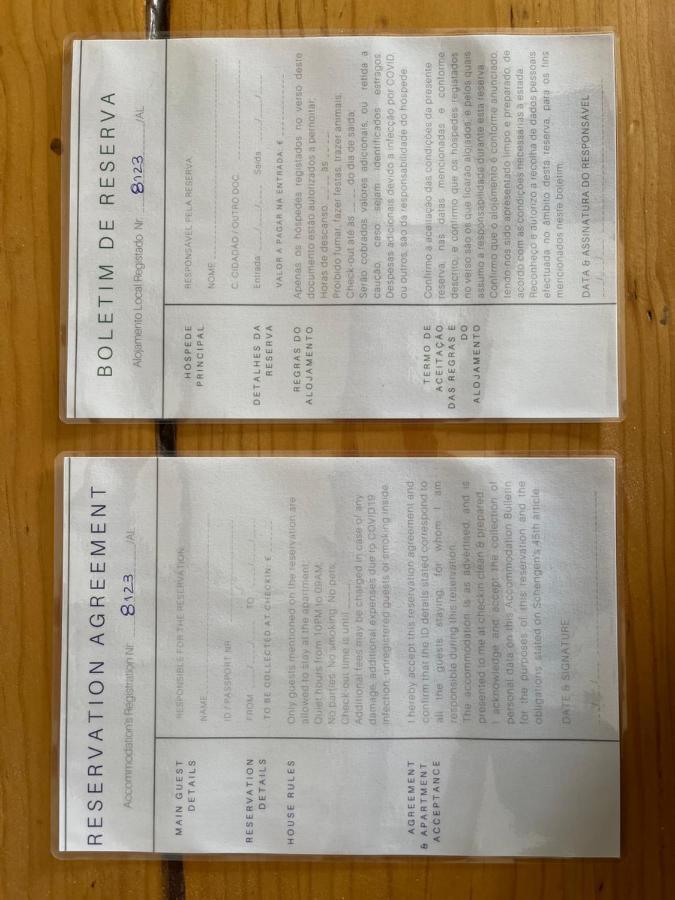 BOLETIM DE RESERVA
Alojamento Local Registado Nr. 8123 /AL
HÓSPEDE
PRINCIPAL
RESPONSÁVEL PELA RESERVA
NOME
C. CIDADÃO / OUTRO DOC.
DETALHES DA
RESERVA
Entrada / / Saída / /
VALOR A PAGAR NA ENTRADA: €
REGRAS DO
ALOJAMENTO
Apenas os hóspedes registados no verso deste
documento estão autorizados a pernoitar;
Horas de descanso: às
Proibido fumar, fazer festas, trazer animais;
Check-out até às do dia de saída;
Serão cobrados valores adicionais, ou retida a
caução, caso sejam identificados estragos.
Despesas adicionais devido a infecção por COVID,
ou outros, são da responsabilidade do hóspede
TERMO DE
ACEITAÇÃO
DAS REGRAS E
DO
ALOJAMENTO
Confirmo a aceitação das condições da presente
reserva, nas datas mencionadas e conforme
descrito, e confirmo que os hóspedes registados
no verso são os que ficarão alojados, e pelos quais
assumo a responsabilidade durante esta reserva.
Confirmo que o alojamento é conforme anunciado,
tendo-nos sido apresentado limpo e preparado, de
acordo com as condições necessárias à estada.
Reconheço e autorizo a recolha de dados pessoais
efectuada no âmbito desta reserva, para os fins
mencionados neste boletim.
DATA & ASSINATURA DO RESPONSÁVEL
RESERVATION AGREEMENT
Accommodation's Registration Nr. 8123 /AL
MAIN GUEST
DETAILS
RESPONSIBLE FOR THE RESERVATION:
NAME
ID / PASSPORT NR
RESERVATION
DETAILS
FROM / / TO / /
TO BE COLLECTED AT CHECKIN: €
HOUSE RULES
Only guests mentioned on the reservation are
allowed to stay at the apartment;
Quiet hours from 10PM to 09AM;
No parties; No smoking; No pets;
Check out time is until
Additional fees may be charged in case of any
damage, additional expenses due to COVID19
infection, unregistered guests or smoking inside.
AGREEMENT
& APARTMENT
ACCEPTANCE
I hereby accept this reservation agreement and
confirm that the ID details stated correspond to
all the guests staying, for whom I am
responsible during this reservation.
The accommodation is as advertised, and is
presented to me at checkin clean & prepared.
I acknowledge and accept the collection of
personal data on this Accommodation Bulletin
for the purposes of this reservation and the
obligations stated on Schengen's 45th article.
DATE & SIGNATURE